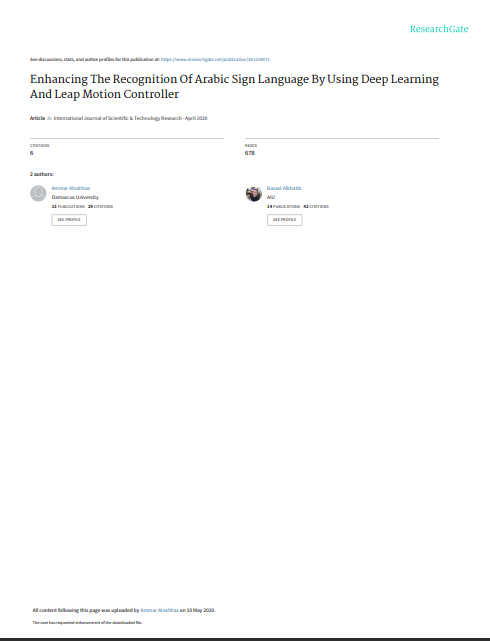 ResearchGate
See discussions, stats, and author profiles for this publication at: https://www.researchgate.net/publication/341258971
Enhancing The Recognition Of Arabic Sign Language By Using Deep Learning
And Leap Motion Controller
Article in International Journal of Scientific & Technology Research · April 2020
CITATIONS
6
READS
678
2 authors:
Ammar Alnahhas
Damascus University
13 PUBLICATIONS 29 CITATIONS
SEE PROFILE
Bassel Alkhatib
AIU
14 PUBLICATIONS 42 CITATIONS
SEE PROFILE
All content following this page was uploaded by Ammar Alnahhas on 10 May 2020.
The user has requested enhancement of the downloaded file.